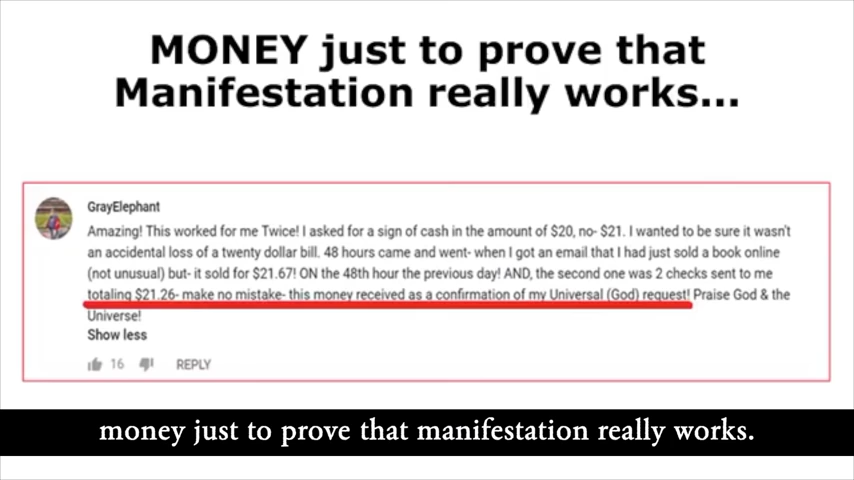 MONEY just to prove that
Manifestation really works...
GrayElephant
Amazing! This worked for me Twice! I asked for a sign of cash in the amount of $20, no- $21. I wanted to be sure it wasn't
an accidental loss of a twenty dollar bill. 48 hours came and went- when I got an email that I had just sold a book online
(not unusual) but- it sold for $21.67! ON the 48th hour the previous day! AND, the second one was 2 checks sent to me
totaling $21.26- make no mistake- this money received as a confirmation of my Universal (God) request! Praise God & the
Universe!
Show less
16 REPLY
money just to prove that manifestation really works.